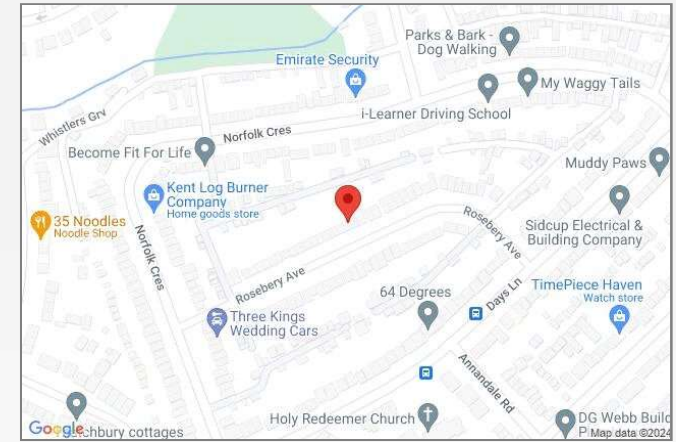 Parks & Bark -
Dog Walking
Emirate Security
My Waggy Tails
i-Learner Driving School
Whistlers Grv
Norfolk Cres
Become Fit For Life
Muddy Paws
Kent Log Burner
Company
Home goods store
35 Noodles
Noodle Shop
Sidcup Electrical &
Building Company
Rosebery Ave
Norfolk Cres
Rosebery Ave
64 Degrees
Days Ln
TimePiece Haven
Watch store
Three Kings
Wedding Cars
Annandale Rd
Holy Redeemer Church
DG Webb Build
Google
chbury cottages
Map data ©2024